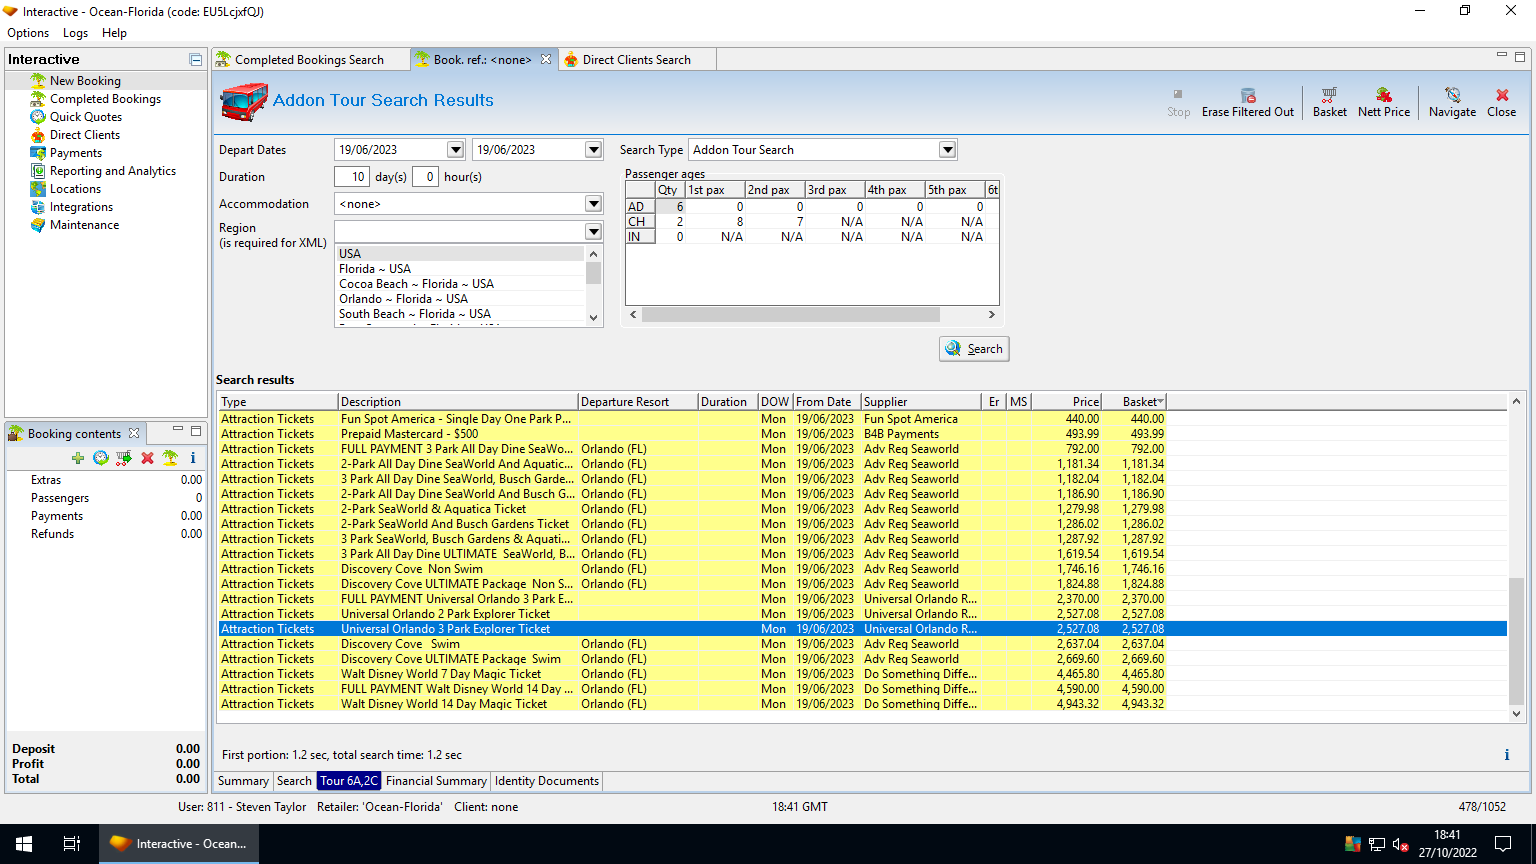 Interactive - Ocean-Florida (code: EU5LcjxfQJ)
Options Logs Help
Interactive
New Booking
Completed Bookings
Quick Quotes
Direct Clients
Payments
Reporting and Analytics
Locations
Integrations
Maintenance
Completed Bookings Search
Book. ref.: <none>
Direct Clients Search
Addon Tour Search Results
Stop Erase Filtered Out Basket Nett Price Navigate Close
Depart Dates 19/06/2023 19/06/2023 Search Type Addon Tour Search
Duration 10 day(s) 0 hour(s)
Accommodation <none>
Region
(is required for XML)
USA
Florida ~ USA
Cocoa Beach ~ Florida ~ USA
Orlando ~ Florida ~ USA
South Beach ~ Florida ~ USA
Passenger ages
Qty 1st pax 2nd pax 3rd pax 4th pax 5th pax 6t
AD 6 0 0 0 0 0
CH 2 8 7 N/A N/A N/A
IN 0 N/A N/A N/A N/A N/A
Search
Search results
Type Description Departure Resort Duration DOW From Date Supplier Er MS Price Basket
Attraction Tickets Fun Spot America - Single Day One Park P... Mon 19/06/2023 Fun Spot America 440.00 440.00
Attraction Tickets Prepaid Mastercard - $500 Mon 19/06/2023 B4B Payments 493.99 493.99
Attraction Tickets FULL PAYMENT 3 Park All Day Dine SeaWo... Orlando (FL) Mon 19/06/2023 Adv Reg Seaworld 792.00 792.00
Attraction Tickets 2-Park All Day Dine SeaWorld And Aquatic... Orlando (FL) Mon 19/06/2023 Adv Reg Seaworld 1,181.34 1,181.34
Attraction Tickets 3 Park All Day Dine SeaWorld, Busch Garde... Orlando (FL) Mon 19/06/2023 Adv Reg Seaworld 1,182.04 1,182.04
Attraction Tickets 2-Park All Day Dine SeaWorld And Busch G... Orlando (FL) Mon 19/06/2023 Adv Reg Seaworld 1,186.90 1,186.90
Attraction Tickets 2-Park SeaWorld & Aquatica Ticket Orlando (FL) Mon 19/06/2023 Adv Reg Seaworld 1,279.98 1,279.98
Attraction Tickets 2-Park SeaWorld And Busch Gardens Ticket Orlando (FL) Mon 19/06/2023 Adv Reg Seaworld 1,286.02 1,286.02
Attraction Tickets 3 Park SeaWorld, Busch Gardens & Aquati... Orlando (FL) Mon 19/06/2023 Adv Reg Seaworld 1,287.92 1,287.92
Attraction Tickets 3 Park All Day Dine ULTIMATE SeaWorld, B... Orlando (FL) Mon 19/06/2023 Adv Reg Seaworld 1,619.54 1,619.54
Attraction Tickets Discovery Cove Non Swim Orlando (FL) Mon 19/06/2023 Adv Reg Seaworld 1,746.16 1,746.16
Attraction Tickets Discovery Cove ULTIMATE Package Non S... Orlando (FL) Mon 19/06/2023 Adv Reg Seaworld 1,824.88 1,824.88
Attraction Tickets FULL PAYMENT Universal Orlando 3 Park E... Mon 19/06/2023 Universal Orlando R... 2,370.00 2,370.00
Attraction Tickets Universal Orlando 2 Park Explorer Ticket Mon 19/06/2023 Universal Orlando R... 2,527.08 2,527.08
Attraction Tickets Universal Orlando 3 Park Explorer Ticket Mon 19/06/2023 Universal Orlando R... 2,527.08 2,527.08
Attraction Tickets Discovery Cove Swim Orlando (FL) Mon 19/06/2023 Adv Reg Seaworld 2,637.04 2,637.04
Attraction Tickets Discovery Cove ULTIMATE Package Swim Orlando (FL) Mon 19/06/2023 Adv Reg Seaworld 2,669.60 2,669.60
Attraction Tickets Walt Disney World 7 Day Magic Ticket Orlando (FL) Mon 19/06/2023 Do Something Diffe... 4,465.80 4,465.80
Attraction Tickets FULL PAYMENT Walt Disney World 14 Day ... Orlando (FL) Mon 19/06/2023 Do Something Diffe... 4,590.00 4,590.00
Attraction Tickets Walt Disney World 14 Day Magic Ticket Orlando (FL) Mon 19/06/2023 Do Something Diffe... 4,943.32 4,943.32
Booking contents
Extras 0.00
Passengers 0
Payments 0.00
Refunds 0.00
Deposit 0.00
Profit 0.00
Total 0.00
First portion: 1.2 sec, total search time: 1.2 sec
Summary Search Tour 6A,2C Financial Summary Identity Documents
User: 811 - Steven Taylor Retailer: 'Ocean-Florida' Client: none 18:41 GMT 478/1052
Interactive - Ocean...
18:41
27/10/2022